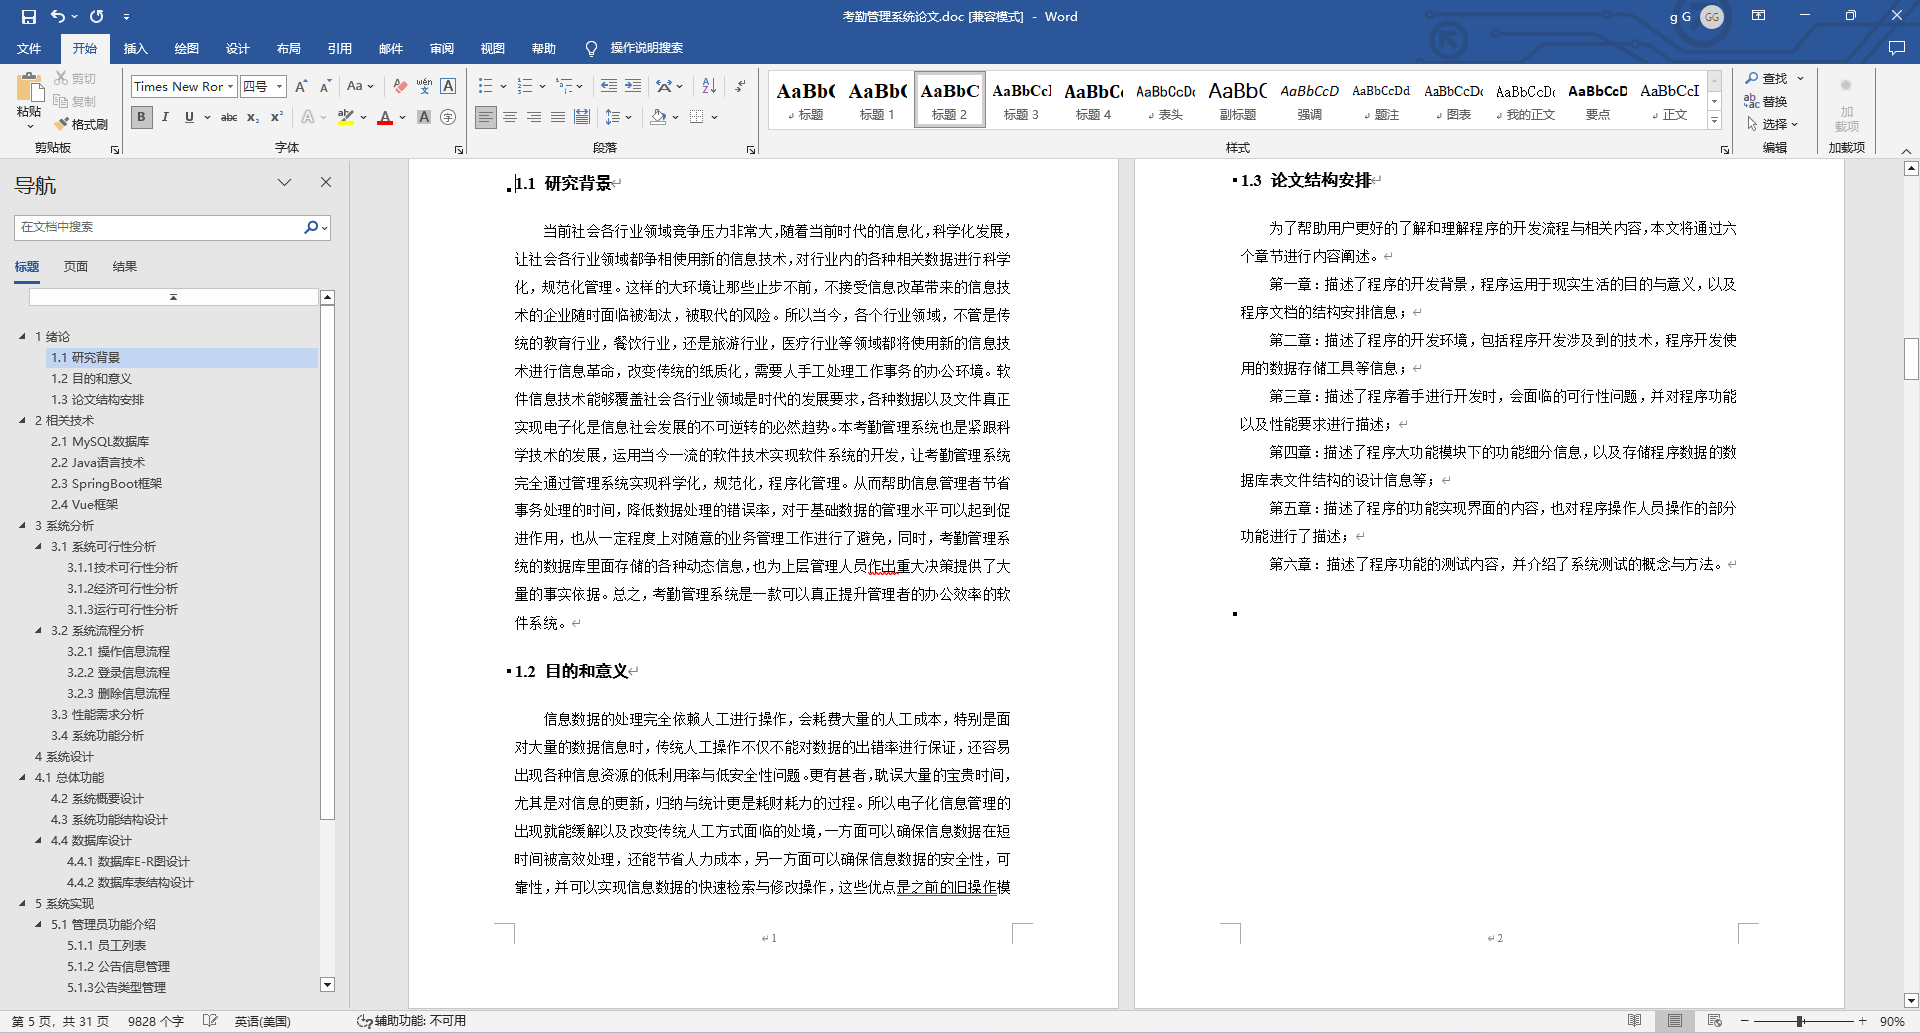 考勤管理系统论文.doc [兼容模式] - Word
g G
GG
文件 开始 插入 绘图 设计 布局 引用 邮件 审阅 视图 帮助 操作说明搜索
粘贴
剪切
复制
格式刷
剪贴板
Times New Ror 四号
字体
段落
AaBbC 标题
AaBbC 标题 1
AaBbC 标题 2
AaBbCcI 标题 3
AaBbCc 标题 4
AaBbCcDc 表头
AaBbC 副标题
AaBbCcD 强调
AaBbCcDd 题注
AaBbCcDc 图表
AaBbCcDc 我的正文
AaBbCcD 要点
AaBbCcI 正文
样式
查找
替换
选择
编辑
加
载项
加载项
导航
在文档中搜索
标题 页面 结果
1 绪论
1.1 研究背景
1.2 目的和意义
1.3 论文结构安排
2 相关技术
2.1 MySQL数据库
2.2 Java语言技术
2.3 SpringBoot框架
2.4 Vue框架
3 系统分析
3.1 系统可行性分析
3.1.1技术可行性分析
3.1.2经济可行性分析
3.1.3运行可行性分析
3.2 系统流程分析
3.2.1 操作信息流程
3.2.2 登录信息流程
3.2.3 删除信息流程
3.3 性能需求分析
3.4 系统功能分析
4 系统设计
4.1 总体功能
4.2 系统概要设计
4.3 系统功能结构设计
4.4 数据库设计
4.4.1 数据库E-R图设计
4.4.2 数据库表结构设计
5 系统实现
5.1 管理员功能介绍
5.1.1 员工列表
5.1.2 公告信息管理
5.1.3公告类型管理
1.1 研究背景
当前社会各行业领域竞争压力非常大，随着当前时代的信息化，科学化发展，
让社会各行业领域都争相使用新的信息技术，对行业内的各种相关数据进行科学
化，规范化管理。这样的大环境让那些止步不前，不接受信息改革带来的信息技
术的企业随时面临被淘汰，被取代的风险。所以当今，各个行业领域，不管是传
统的教育行业，餐饮行业，还是旅游行业，医疗行业等领域都将使用新的信息技
术进行信息革命，改变传统的纸质化，需要人手工处理工作事务的办公环境。软
件信息技术能够覆盖社会各行业领域是时代的发展要求，各种数据以及文件真正
实现电子化是信息社会发展的不可逆转的必然趋势。本考勤管理系统也是紧跟科
学技术的发展，运用当今一流的软件技术实现软件系统的开发，让考勤管理系统
完全通过管理系统实现科学化，规范化，程序化管理。从而帮助信息管理者节省
事务处理的时间，降低数据处理的错误率，对于基础数据的管理水平可以起到促
进作用，也从一定程度上对随意的业务管理工作进行了避免，同时，考勤管理系
统的数据库里面存储的各种动态信息，也为上层管理人员作出重大决策提供了大
量的事实依据。总之，考勤管理系统是一款可以真正提升管理者的办公效率的软
件系统。
1.2 目的和意义
信息数据的处理完全依赖人工进行操作，会耗费大量的人工成本，特别是面
对大量的数据信息时，传统人工操作不仅不能对数据的出错率进行保证，还容易
出现各种信息资源的低利用率与低安全性问题。更有甚者，耽误大量的宝贵时间，
尤其是对信息的更新，归纳与统计更是耗财耗力的过程。所以电子化信息管理的
出现就能缓解以及改变传统人工方式面临的处境，一方面可以确保信息数据在短
时间被高效处理，还能节省人力成本，另一方面可以确保信息数据的安全性，可
靠性，并可以实现信息数据的快速检索与修改操作，这些优点是之前的旧操作模
1
1.3 论文结构安排
为了帮助用户更好的了解和理解程序的开发流程与相关内容，本文将通过六
个章节进行内容阐述。
第一章：描述了程序的开发背景，程序运用于现实生活的目的与意义，以及
程序文档的结构安排信息；
第二章：描述了程序的开发环境，包括程序开发涉及到的技术，程序开发使
用的数据存储工具等信息；
第三章：描述了程序着手进行开发时，会面临的可行性问题，并对程序功能
以及性能要求进行描述；
第四章：描述了程序大功能模块下的功能细分信息，以及存储程序数据的数
据库表文件结构的设计信息等；
第五章：描述了程序的功能实现界面的内容，也对程序操作人员操作的部分
功能进行了描述；
第六章：描述了程序功能的测试内容，并介绍了系统测试的概念与方法。
2
第 5 页，共 31 页 9828 个字 英语(美国) 辅助功能: 不可用 90%